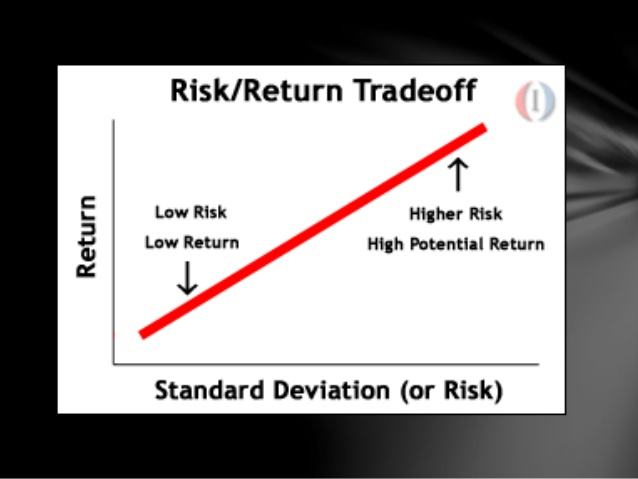 Risk/Return Tradeoff
Return
Low Risk
Low Return
↓
↑
Higher Risk
High Potential Return
Standard Deviation (or Risk)